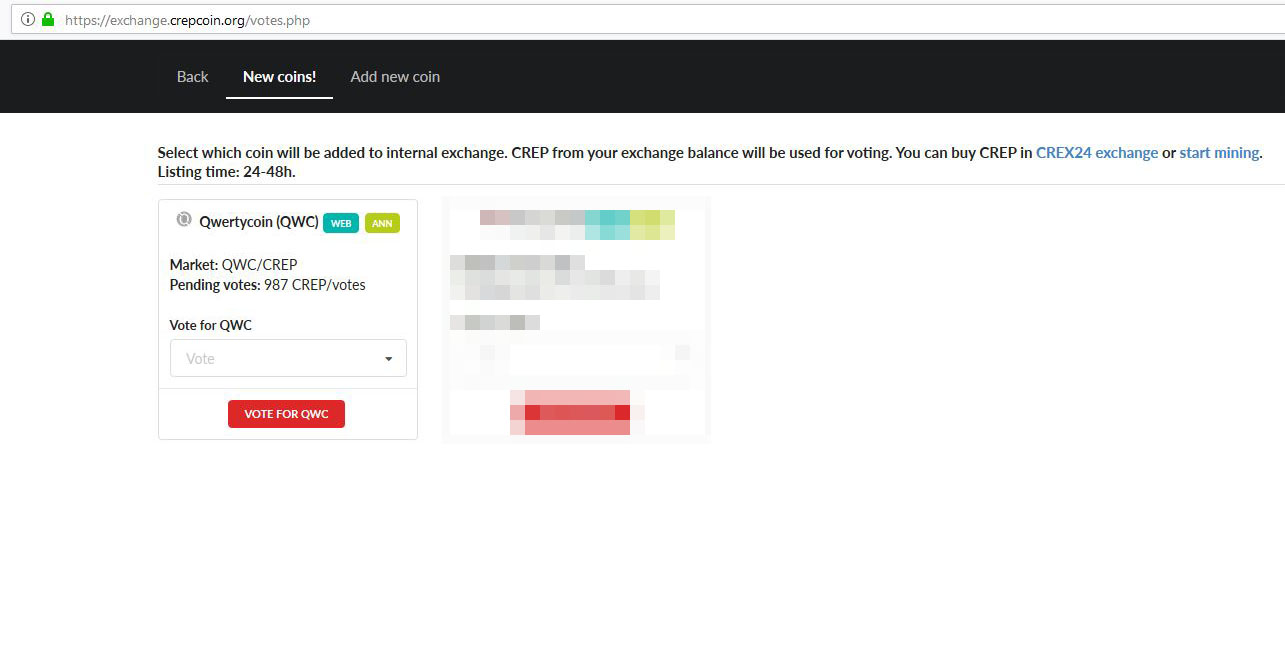 https://exchange.crepcoin.org/votes.php
Back New coins! Add new coin
Select which coin will be added to internal exchange. CREP from your exchange balance will be used for voting. You can buy CREP in CREX24 exchange or start mining.
Listing time: 24-48h.
Qwertycoin (QWC) WEB ANN
Market: QWC/CREP
Pending votes: 987 CREP/votes
Vote for QWC
Vote
VOTE FOR QWC